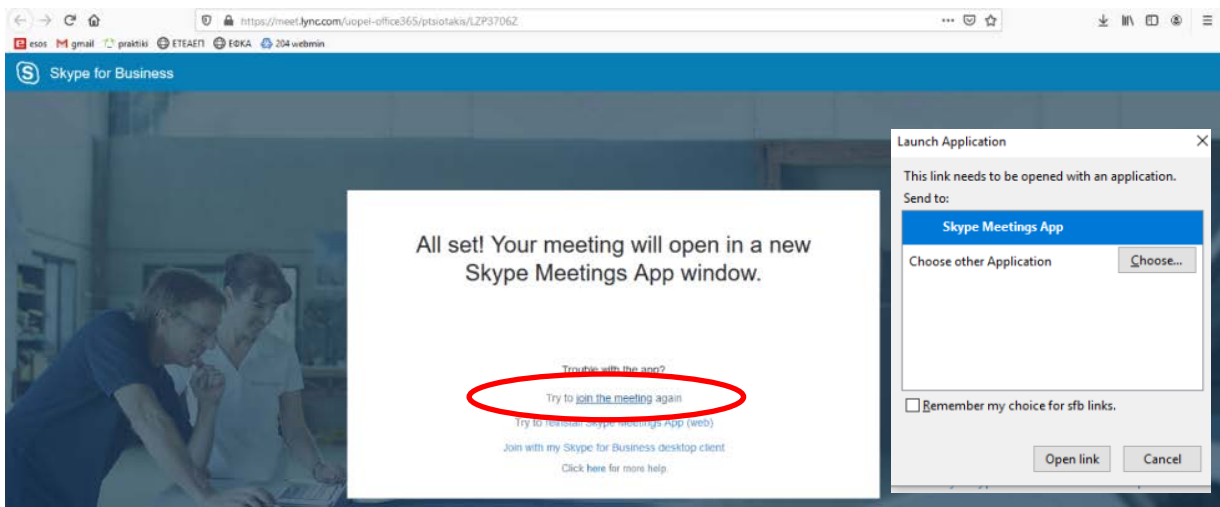 https://meet.lync.com/uopel-office365/ptsiotakis/LZP37062
esos gmail praktiki ΕΤΕΑΕΠ ΕΦΚΑ 204 webmin
S Skype for Business
All set! Your meeting will open in a new
Skype Meetings App window.
Trouble with the app?
Try to join the meeting again
Try to reinstall Skype Meetings App (web)
Join with my Skype for Business desktop client
Click here for more help.
Launch Application
This link needs to be opened with an application.
Send to:
Skype Meetings App
Choose other Application Choose...
Remember my choice for sfb links.
Open link Cancel